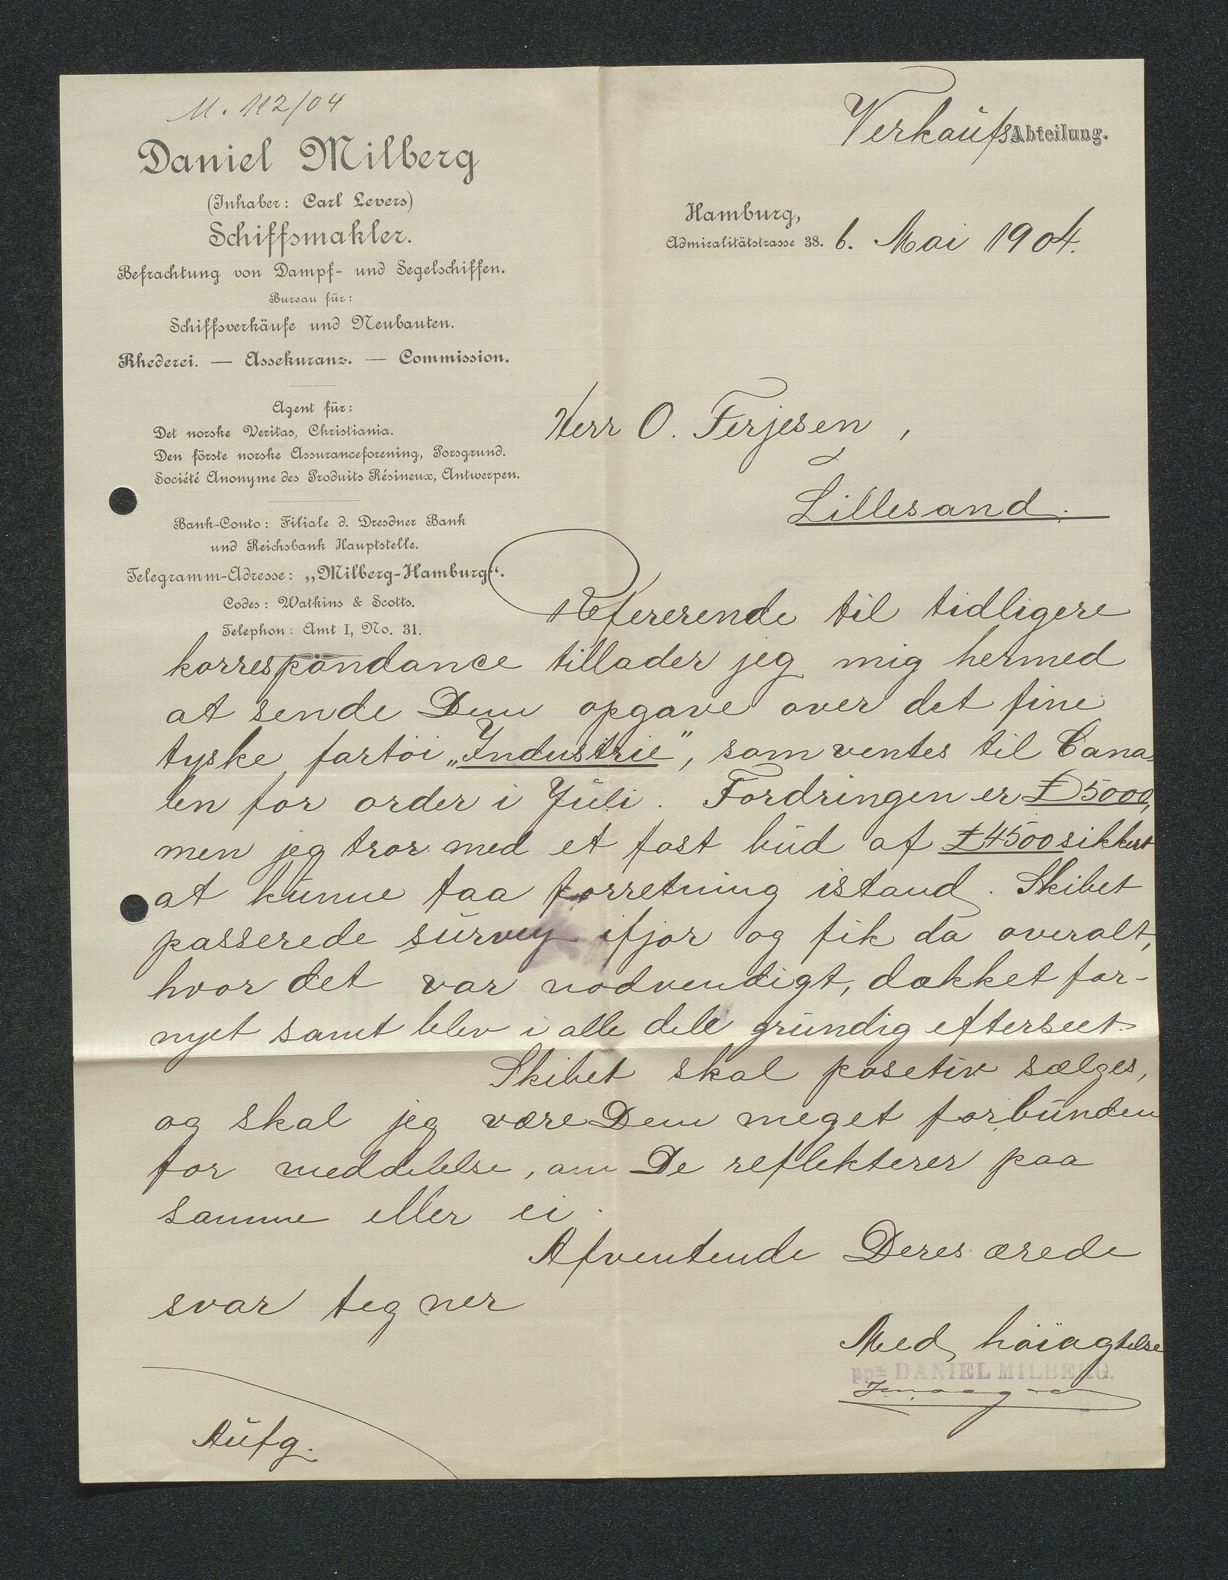 M. 112/04
Daniel Milberg
(Inhaber: Carl Levers)
Schiffsmakler.
Befrachtung von Dampf- und Segelschiffen.
Bureau für:
Schiffsverkäufe und Neubauten.
Rhederei. — Assekuranz. — Commission.
Agent für:
Det norske Veritas, Christiania.
Den förste norske Assuranceforening, Porsgrund.
Société Anonyme des Produits Résineux, Antwerpen.
Bank-Conto: Filiale d. Dresdner Bank
und Reichsbank Hauptstelle.
Telegramm-Adresse: „Milberg-Hamburg“.
Codes: Watkins & Scotts.
Telephon: Amt I, No. 31.
Verkaufs Abteilung.
Hamburg,
Admiralitätstrasse 38. 6. Mai 1904.
Herr O. Terjesen,
Lillesand.
Refererende til tidligere
korrespondance tillader jeg mig hermed
at sende Dem opgave over det fine
tyske fartöi „Industrie“, som ventes til Cana-
len for order i Juli. Fordringen er £5000,
men jeg tror med et fast bud af £4500 sikkert
at kunne faa forretning istand. Skibet
passerede survey ifjor og fik da overalt,
hvor det var nödvendigt, dækket for-
nyet samt blev i alle dele grundig efterseet.
Skibet skal posetiv sælges,
og skal jeg være Dem meget forbunden
for meddelelse, om De reflekterer paa
samme eller ei.
Afventende Deres ærede
svar tegner
Med höiagtelse
ppa DANIEL MILBERG.
Aufg.